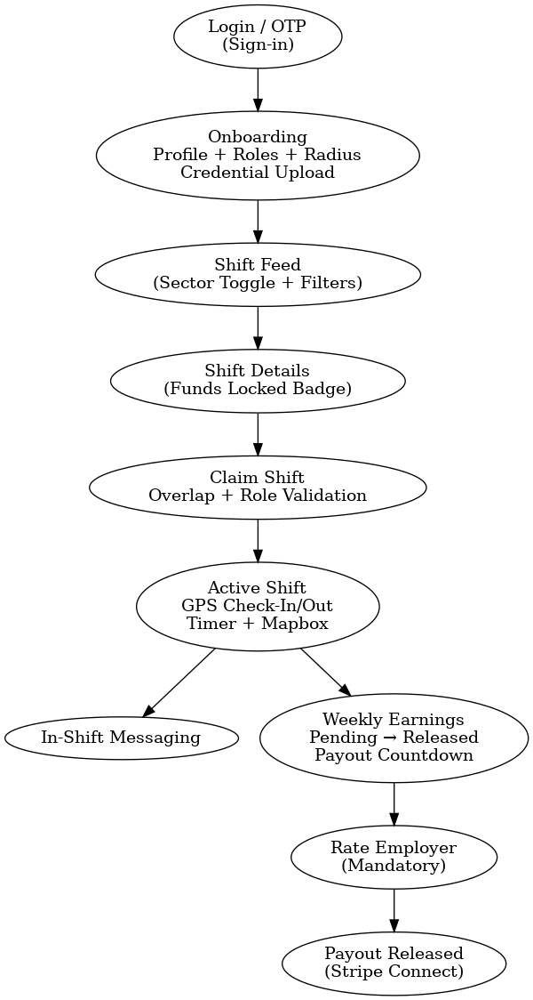 Login / OTP
(Sign-in)
Onboarding
Profile + Roles + Radius
Credential Upload
Shift Feed
(Sector Toggle + Filters)
Shift Details
(Funds Locked Badge)
Claim Shift
Overlap + Role Validation
Active Shift
GPS Check-In/Out
Timer + Mapbox
In-Shift Messaging
Weekly Earnings
Pending → Released
Payout Countdown
Rate Employer
(Mandatory)
Payout Released
(Stripe Connect)